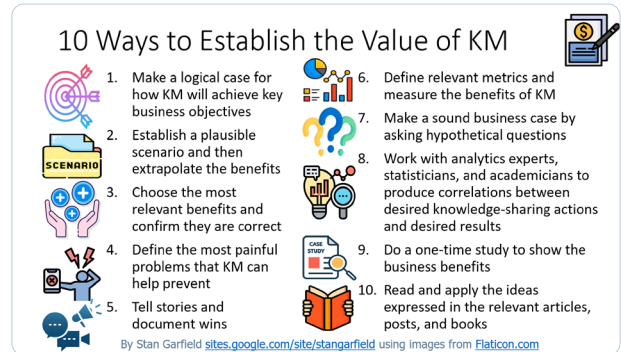 10 Ways to Establish the Value of KM
1. Make a logical case for
how KM will achieve key
business objectives
2. Establish a plausible
scenario and then
extrapolate the benefits
SCENARIO
3. Choose the most
relevant benefits and
confirm they are correct
4. Define the most painful
problems that KM can
help prevent
5. Tell stories and
document wins
6. Define relevant metrics and
measure the benefits of KM
7. Make a sound business case by
asking hypothetical questions
8. Work with analytics experts,
statisticians, and academicians to
produce correlations between
desired knowledge-sharing actions
and desired results
CASE
STUDY
9. Do a one-time study to show the
business benefits
10. Read and apply the ideas
expressed in the relevant articles,
posts, and books
By Stan Garfield sites.google.com/site/stangarfield using images from Flaticon.com